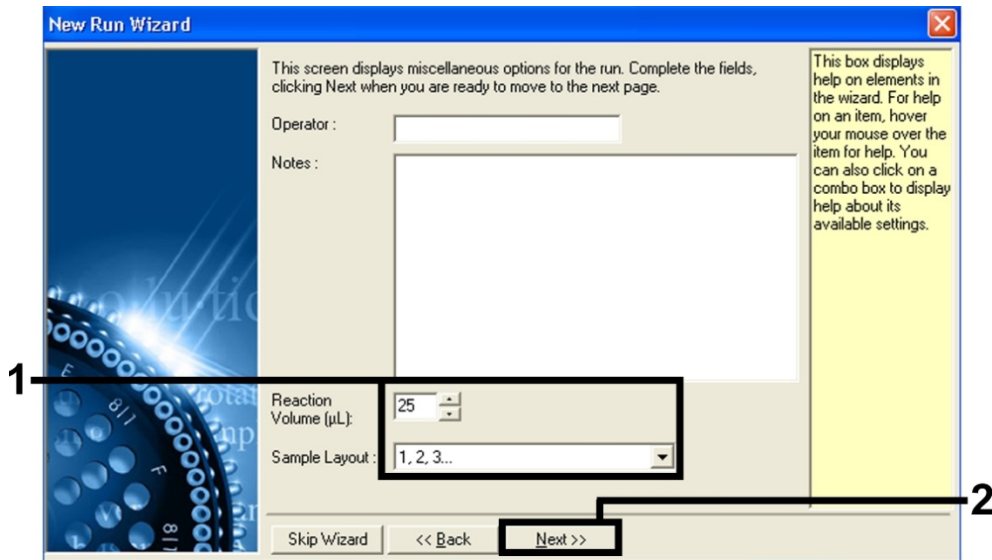 New Run Wizard
This screen displays miscellaneous options for the run. Complete the fields,
clicking Next when you are ready to move to the next page.
Operator :
Notes :
Reaction
Volume (µL):
25
Sample Layout :
1, 2, 3...
Skip Wizard
<< Back
Next >>
This box displays
help on elements in
the wizard. For help
on an item, hover
your mouse over the
item for help. You
can also click on a
combo box to display
help about its
available settings.
1
2
E
8/1
F
8/1